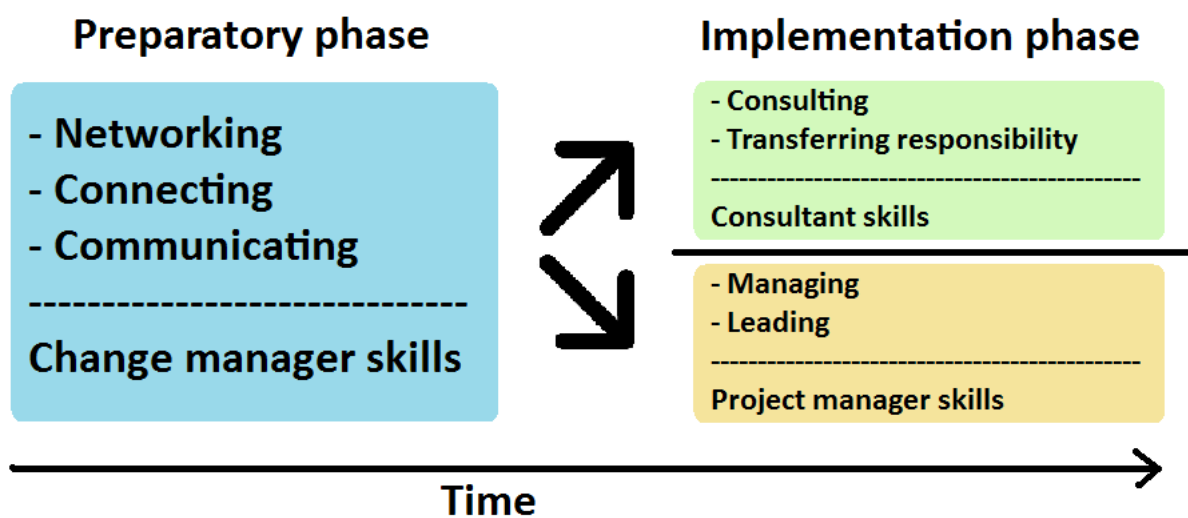 Preparatory phase
- Networking
- Connecting
- Communicating
------------------------------
Change manager skills
Implementation phase
- Consulting
- Transferring responsibility
----------------------------------------------
Consultant skills
- Managing
- Leading
----------------------------------------------
Project manager skills
Time